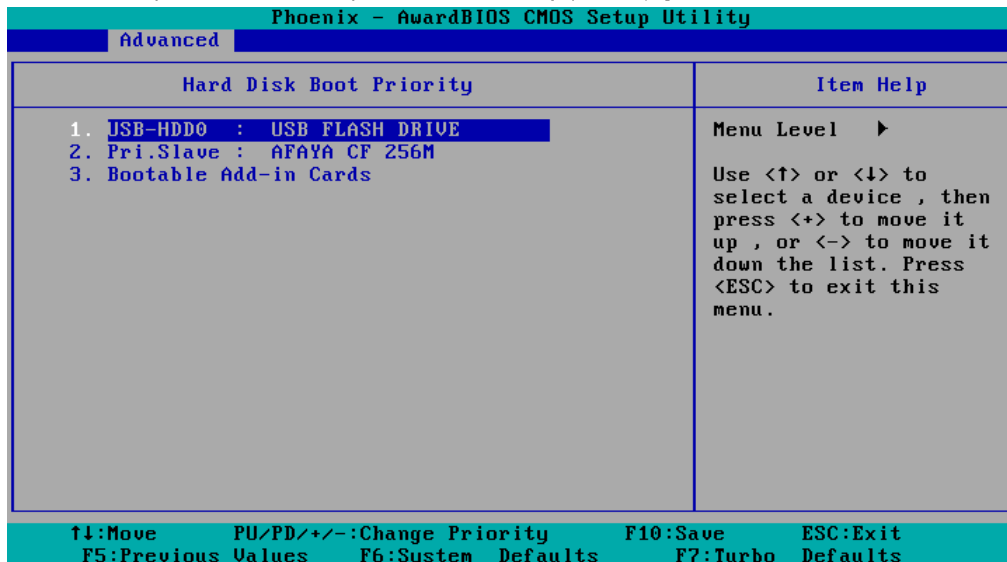 Phoenix - AwardBIOS CMOS Setup Utility
Advanced
Hard Disk Boot Priority
Item Help
1. USB-HDD0 : USB FLASH DRIVE
2. Pri.Slave : AFAYA CF 256M
3. Bootable Add-in Cards
Menu Level ▶
Use <↑> or <↓> to
select a device , then
press <+> to move it
up , or <-> to move it
down the list. Press
<ESC> to exit this
menu.
↑↓:Move PU/PD/+/-:Change Priority F10:Save ESC:Exit
F5:Previous Values F6:System Defaults F7:Turbo Defaults